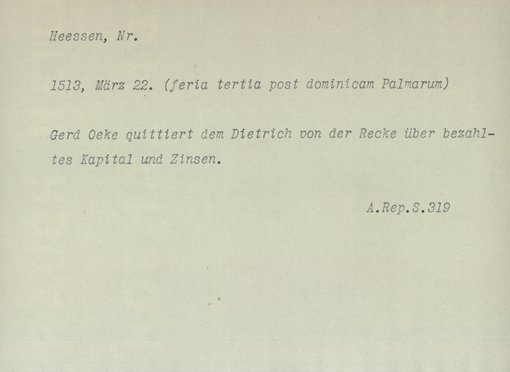 Heessen, Nr.
1513, März 22. (feria tertia post dominicam Palmarum)
Gerd Oeke quittiert dem Dietrich von der Recke über bezahl-
tes Kapital und Zinsen.
A.Rep.S.319